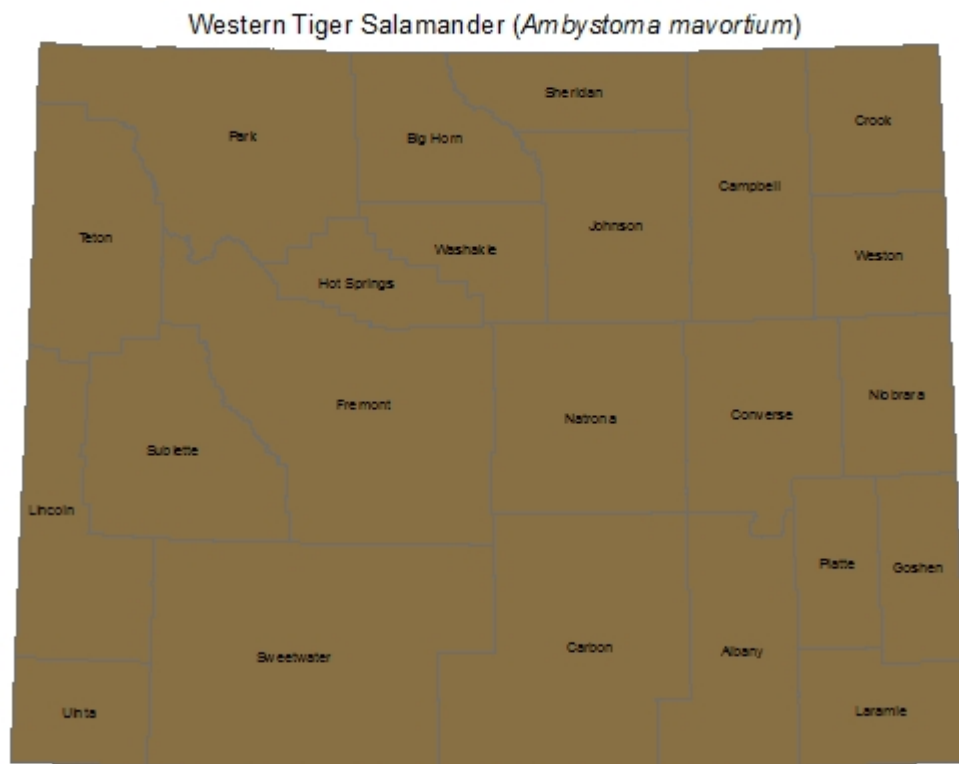 Western Tiger Salamander (Ambystoma mavortium)
Sheridan
Crook
Park
Big Horn
Campbell
Johnson
Teton
Washakie
Weston
Hot Springs
Fremont
Niobrara
Natrona
Converse
Sublette
Lincoln
Platte
Goshen
Carbon
Albany
Sweetwater
Uinta
Laramie